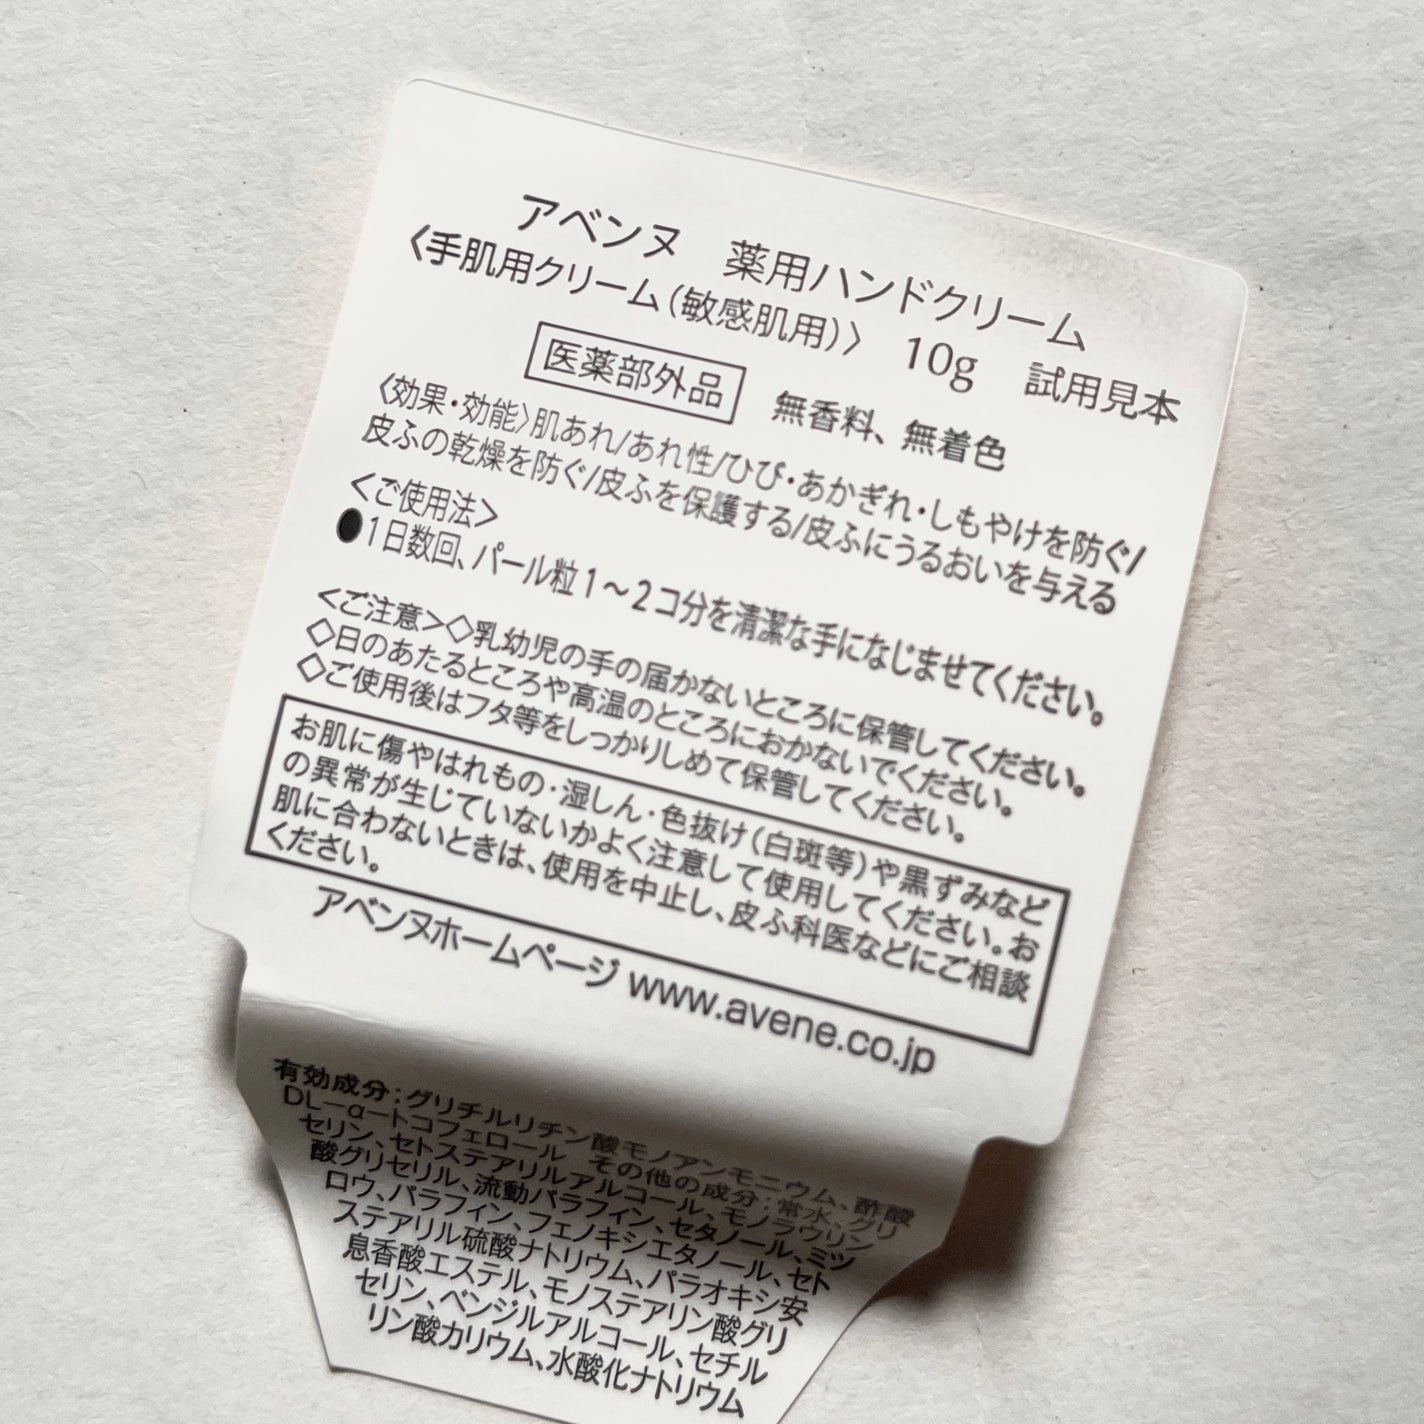 アベンヌ 薬用ハンドクリーム
〈手肌用クリーム(敏感肌用)〉 10g 試用見本
医薬部外品 無香料、無着色
〈効果・効能〉肌あれ/あれ性/ひび・あかぎれ・しもやけを防ぐ/
皮ふの乾燥を防ぐ/皮ふを保護する/皮ふにうるおいを与える
＜ご使用法＞
●1日数回、パール粒1～2コ分を清潔な手になじませてください。
＜ご注意＞◇乳幼児の手の届かないところに保管してください。
◇日のあたるところや高温のところにおかないでください。
◇ご使用後はフタ等をしっかりしめて保管してください。
お肌に傷やはれもの・湿しん・色抜け(白斑等)や黒ずみなど
の異常が生じていないかよく注意して使用してください。お
肌に合わないときは、使用を中止し、皮ふ科医などにご相談
ください。
アベンヌホームページ www.avene.co.jp
有効成分：グリチルリチン酸モノアンモニウム、酢酸
DL－α－トコフェロール その他の成分：常水、グリ
セリン、セトステアリルアルコール、モノラウリン
酸グリセリル、流動パラフィン、セタノール、ミツ
ロウ、パラフィン、フェノキシエタノール、セト
ステアリル硫酸ナトリウム、パラオキシ安
息香酸エステル、モノステアリン酸グリ
セリン、ベンジルアルコール、セチル
リン酸カリウム、水酸化ナトリウム